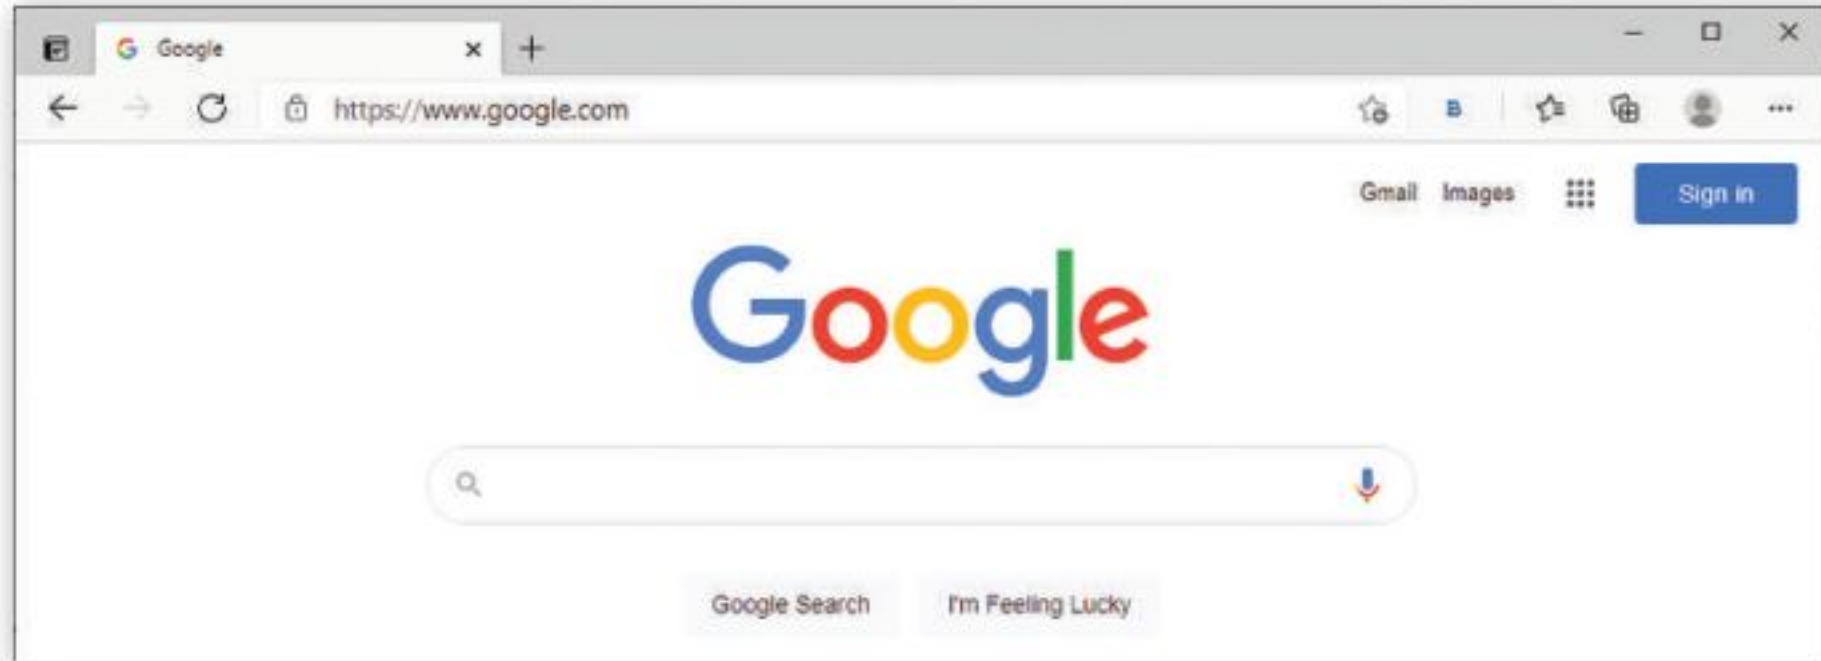 Google
https://www.google.com
B
Gmail Images Sign in
Google
Google Search I'm Feeling Lucky